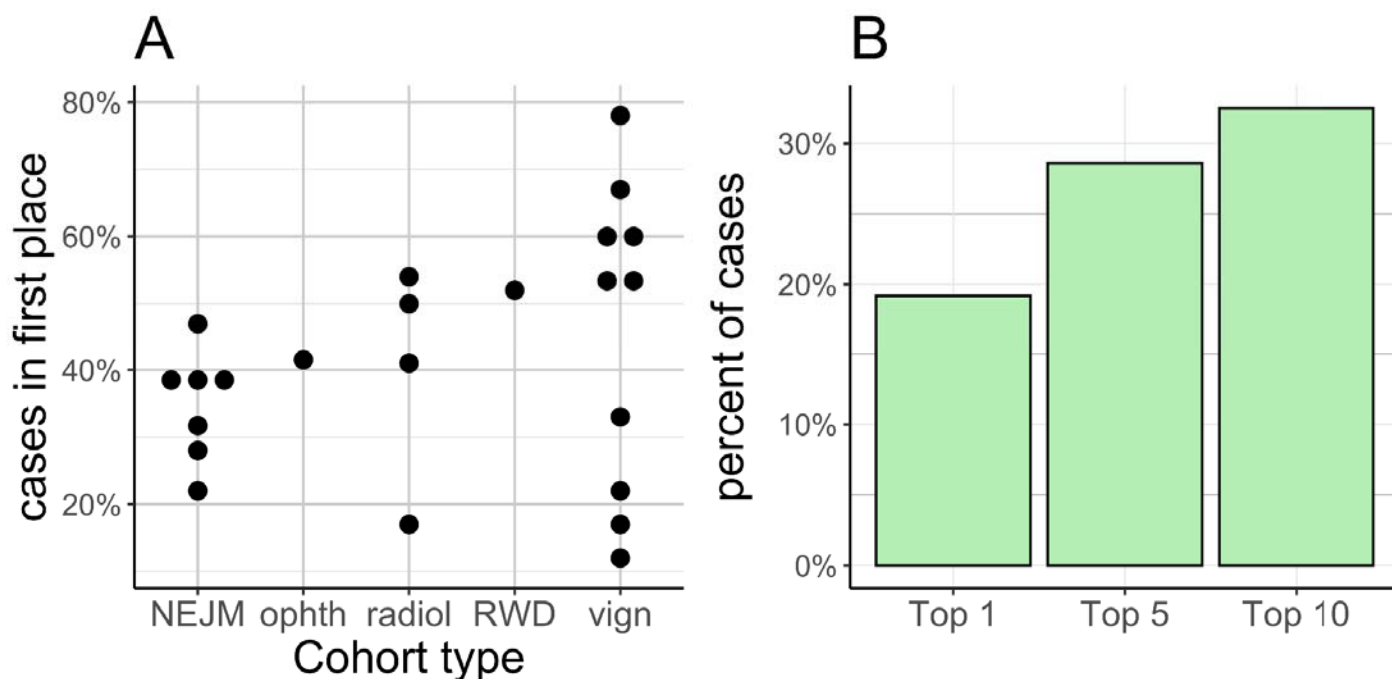 A
cases in first place
80%
60%
40%
20%
NEJM ophth radiol RWD vign
Cohort type
B
percent of cases
30%
20%
10%
0%
Top 1 Top 5 Top 10